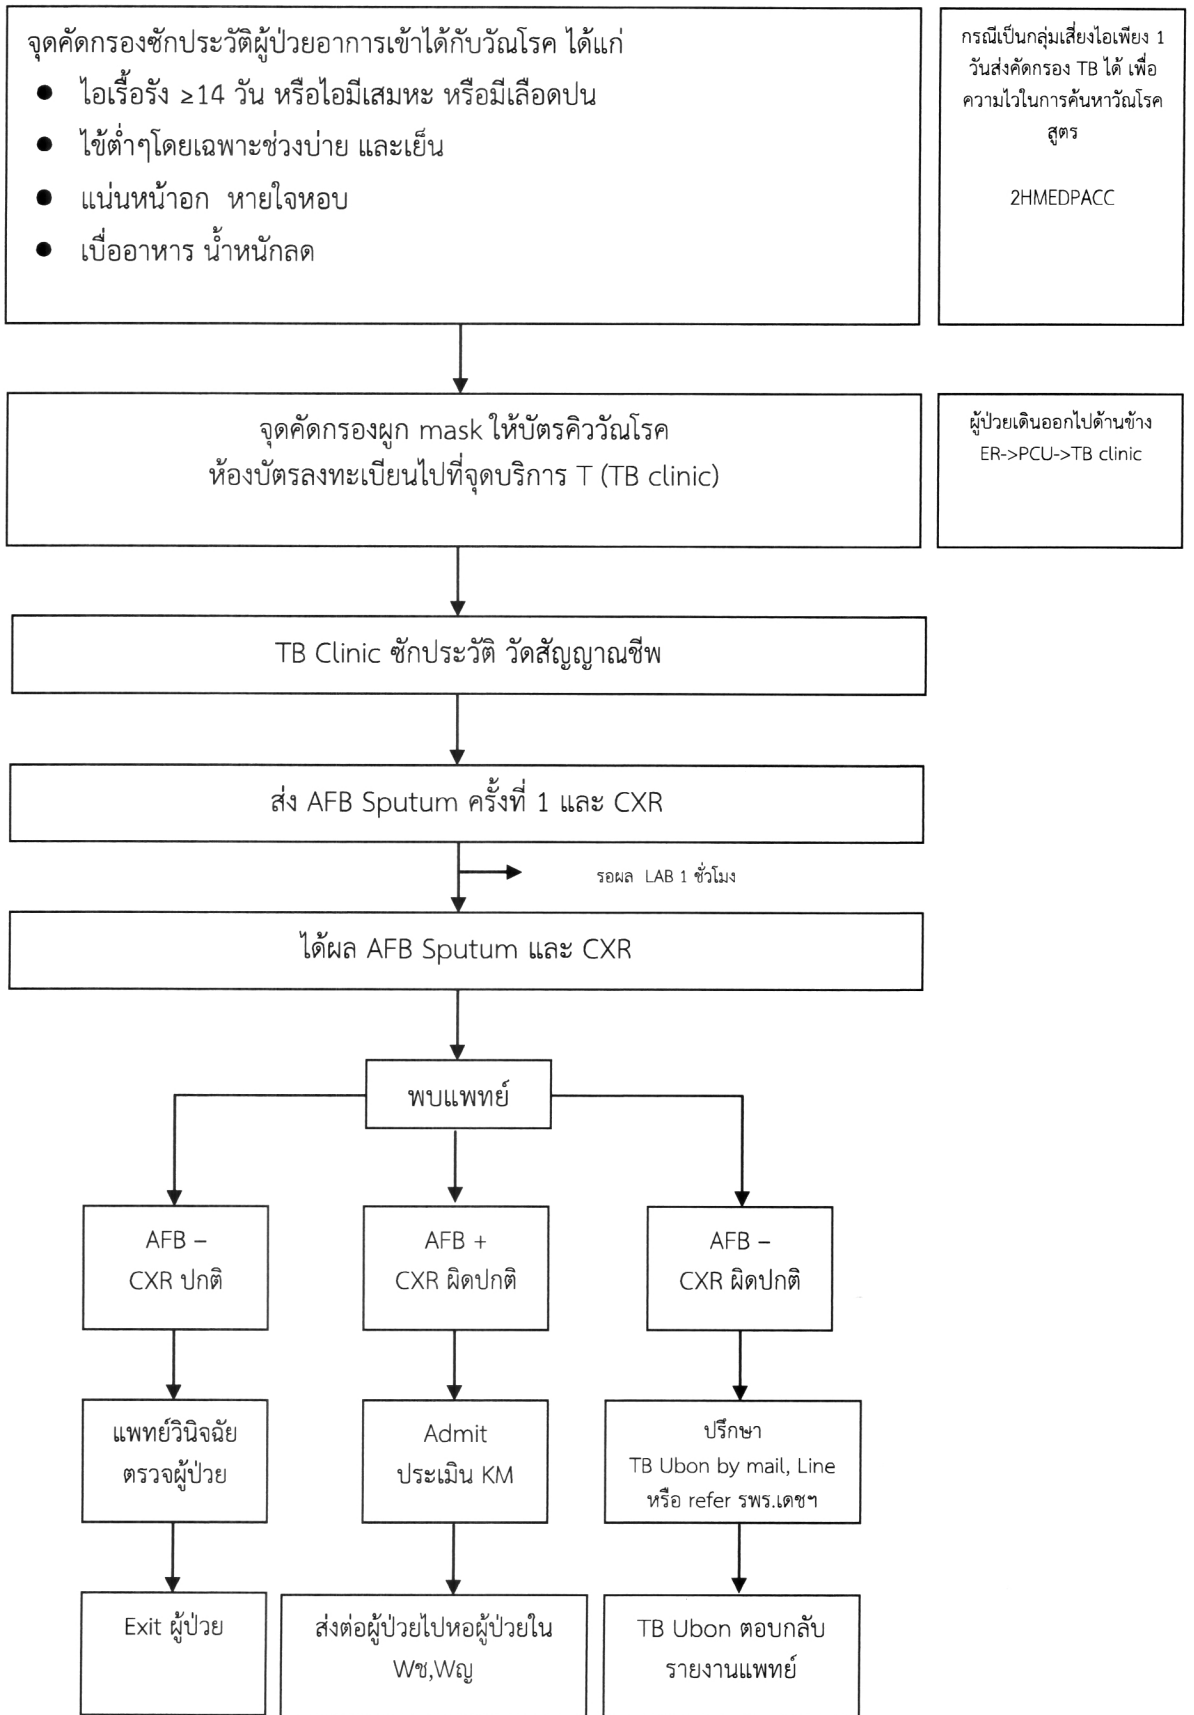 จุดคัดกรองซักประวัติผู้ป่วยอาการเข้าได้กับวัณโรค ได้แก่
● ไอเรื้อรัง ≥14 วัน หรือไอมีเสมหะ หรือมีเลือดปน
● ไข้ต่ำๆโดยเฉพาะช่วงบ่าย และเย็น
● แน่นหน้าอก หายใจหอบ
● เบื่ออาหาร น้ำหนักลด
กรณีเป็นกลุ่มเสี่ยงไอเพียง 1
วันส่งคัดกรอง TB ได้ เพื่อ
ความไวในการค้นหาวัณโรค
สูตร
2HMEDPACC
จุดคัดกรองผูก mask ให้บัตรคิววัณโรค
ห้องบัตรลงทะเบียนไปที่จุดบริการ T (TB clinic)
ผู้ป่วยเดินออกไปด้านข้าง
ER->PCU->TB clinic
TB Clinic ซักประวัติ วัดสัญญาณชีพ
ส่ง AFB Sputum ครั้งที่ 1 และ CXR
รอผล LAB 1 ชั่วโมง
ได้ผล AFB Sputum และ CXR
พบแพทย์
AFB –
CXR ปกติ
AFB +
CXR ผิดปกติ
AFB –
CXR ผิดปกติ
แพทย์วินิจฉัย
ตรวจผู้ป่วย
Admit
ประเมิน KM
ปรึกษา
TB Ubon by mail, Line
หรือ refer รพร.เดชฯ
Exit ผู้ป่วย
ส่งต่อผู้ป่วยไปหอผู้ป่วยใน
Wช,Wญ
TB Ubon ตอบกลับ
รายงานแพทย์